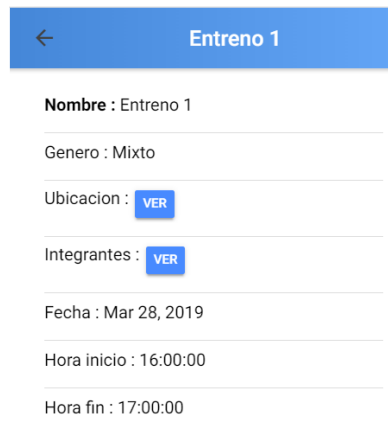 Entreno 1
Nombre : Entreno 1
Genero : Mixto
Ubicacion : VER
Integrantes : VER
Fecha : Mar 28, 2019
Hora inicio : 16:00:00
Hora fin : 17:00:00